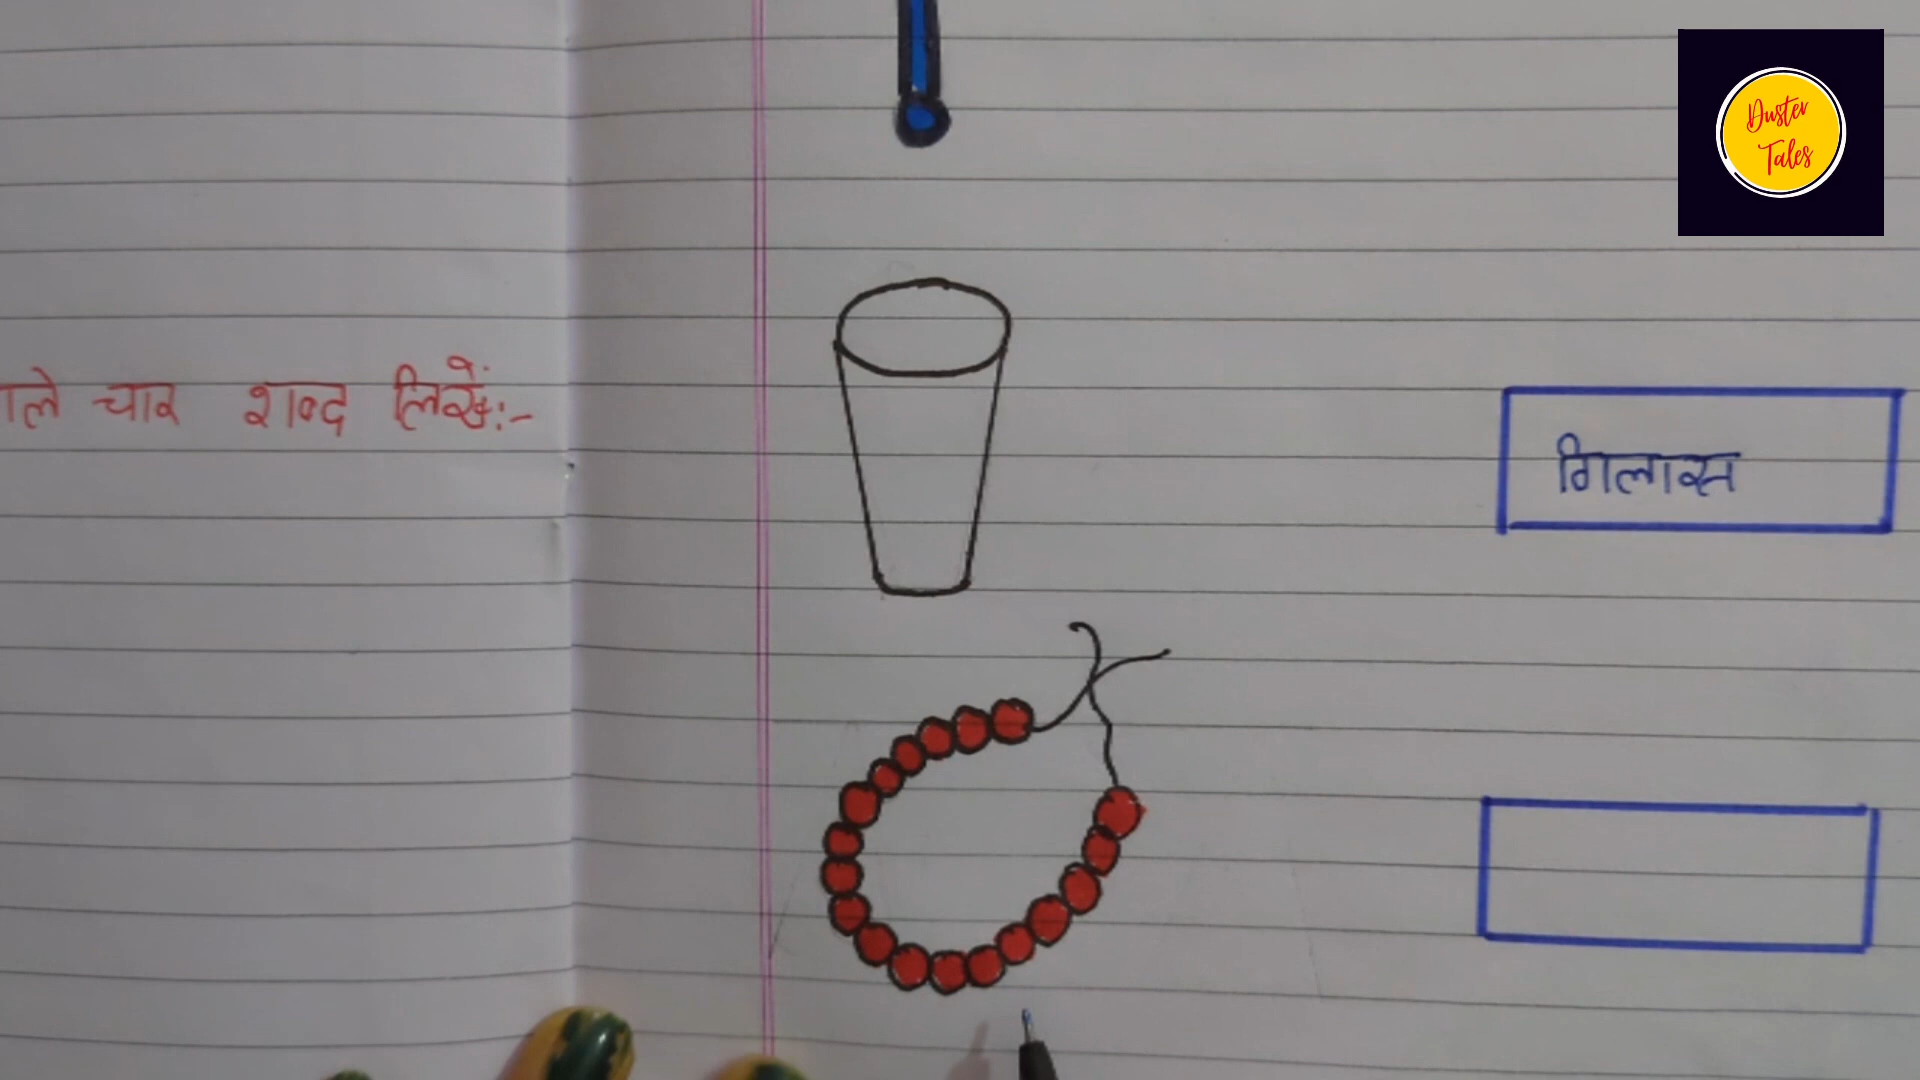 Duster
Tales
ाले चार शब्द लिखें:-
गिलास